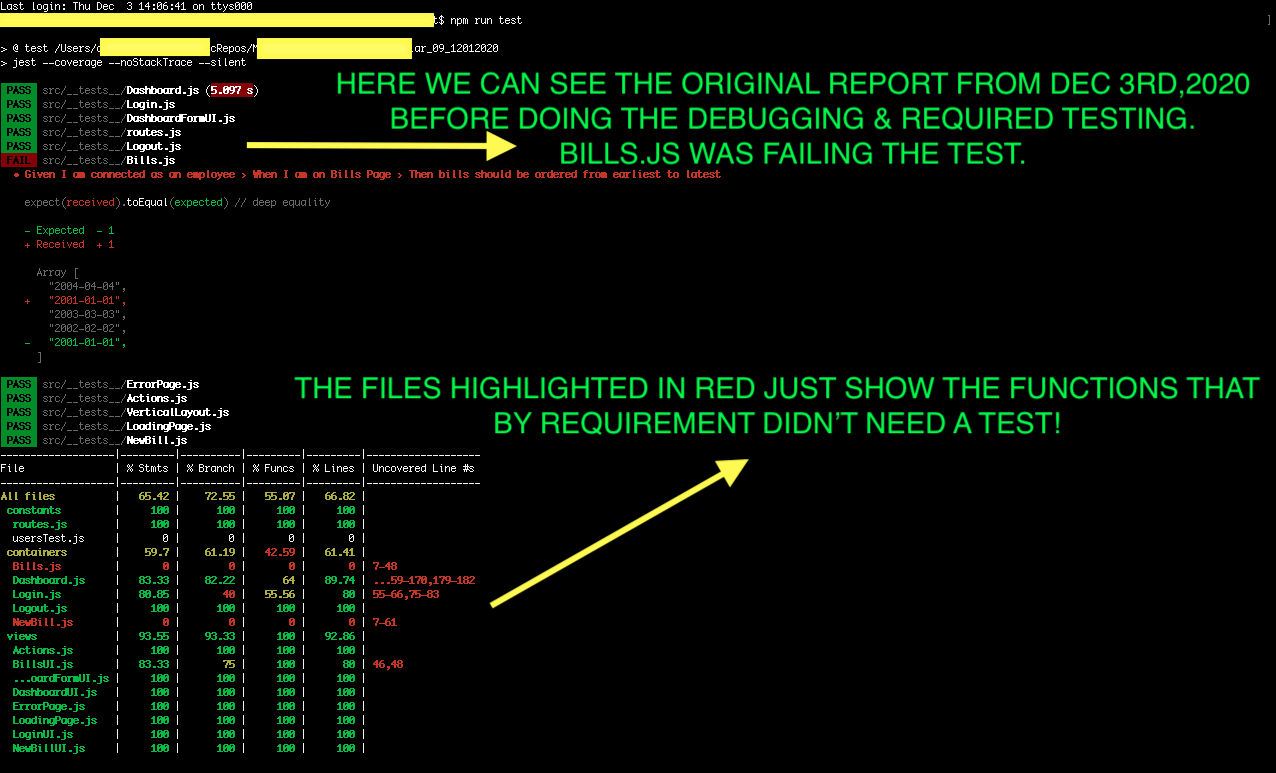 Last login: Thu Dec  3 14:06:41 on ttys000
$ npm run test ]
> @ test /Users/ cRepos/ ar_09_12012020
> jest --coverage --noStackTrace --silent
PASS src/__tests__/Dashboard.js (5.097 s)
PASS src/__tests__/Login.js
PASS src/__tests__/DashboardFormUI.js
PASS src/__tests__/routes.js
PASS src/__tests__/Logout.js
FAIL src/__tests__/Bills.js
HERE WE CAN SEE THE ORIGINAL REPORT FROM DEC 3RD,2020
BEFORE DOING THE DEBUGGING & REQUIRED TESTING.
BILLS.JS WAS FAILING THE TEST.
• Given I am connected as an employee › When I am on Bills Page › Then bills should be ordered from earliest to latest
expect(received).toEqual(expected) // deep equality
- Expected  - 1
+ Received  + 1
Array [
"2004-04-04",
+ "2001-01-01",
"2003-03-03",
"2002-02-02",
- "2001-01-01",
]
PASS src/__tests__/ErrorPage.js
PASS src/__tests__/Actions.js
PASS src/__tests__/VerticalLayout.js
PASS src/__tests__/LoadingPage.js
PASS src/__tests__/NewBill.js
THE FILES HIGHLIGHTED IN RED JUST SHOW THE FUNCTIONS THAT
BY REQUIREMENT DIDN'T NEED A TEST!
File | % Stmts | % Branch | % Funcs | % Lines | Uncovered Line #s
All files | 65.42 | 72.55 | 55.07 | 66.82 |
constants | 100 | 100 | 100 | 100 |
routes.js | 100 | 100 | 100 | 100 |
usersTest.js | 0 | 0 | 0 | 0 |
containers | 59.7 | 61.19 | 42.59 | 61.41 |
Bills.js | 0 | 0 | 0 | 0 | 7-48
Dashboard.js | 83.33 | 82.22 | 64 | 89.74 | ...59-170,179-182
Login.js | 80.85 | 40 | 55.56 | 80 | 55-66,75-83
Logout.js | 100 | 100 | 100 | 100 |
NewBill.js | 0 | 0 | 0 | 0 | 7-61
views | 93.55 | 93.33 | 100 | 92.86 |
Actions.js | 100 | 100 | 100 | 100 |
BillsUI.js | 83.33 | 75 | 100 | 80 | 46,48
...oardFormUI.js | 100 | 100 | 100 | 100 |
DashboardUI.js | 100 | 100 | 100 | 100 |
ErrorPage.js | 100 | 100 | 100 | 100 |
LoadingPage.js | 100 | 100 | 100 | 100 |
LoginUI.js | 100 | 100 | 100 | 100 |
NewBillUI.js | 100 | 100 | 100 | 100 |